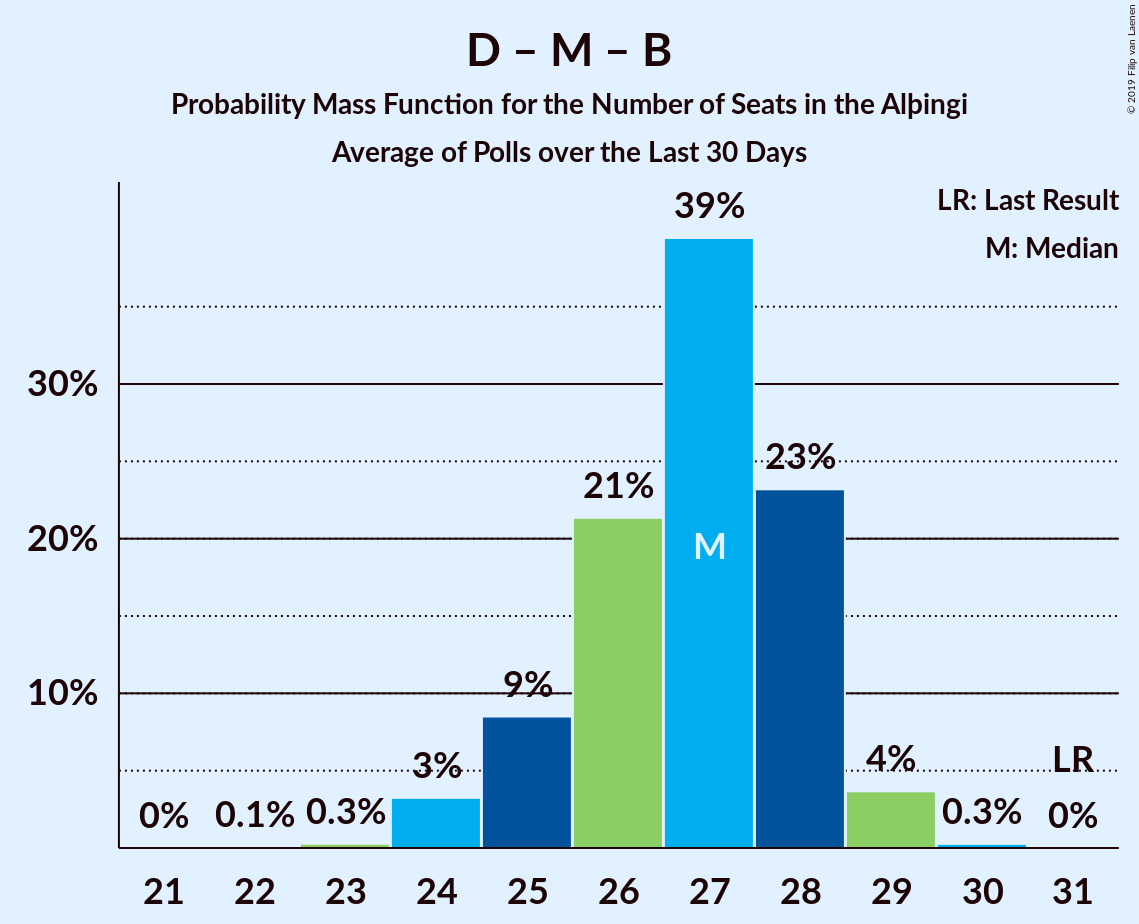 D – M – B
Probability Mass Function for the Number of Seats in the Alþingi
Average of Polls over the Last 30 Days
© 2019 Filip van Laenen
LR: Last Result
M: Median
39%
30%
23%
21%
20%
M
10%
9%
3%
4%
LR
0%
0.1%
0.3%
0.3%
0%
21 22 23 24 25 26 27 28 29 30 31